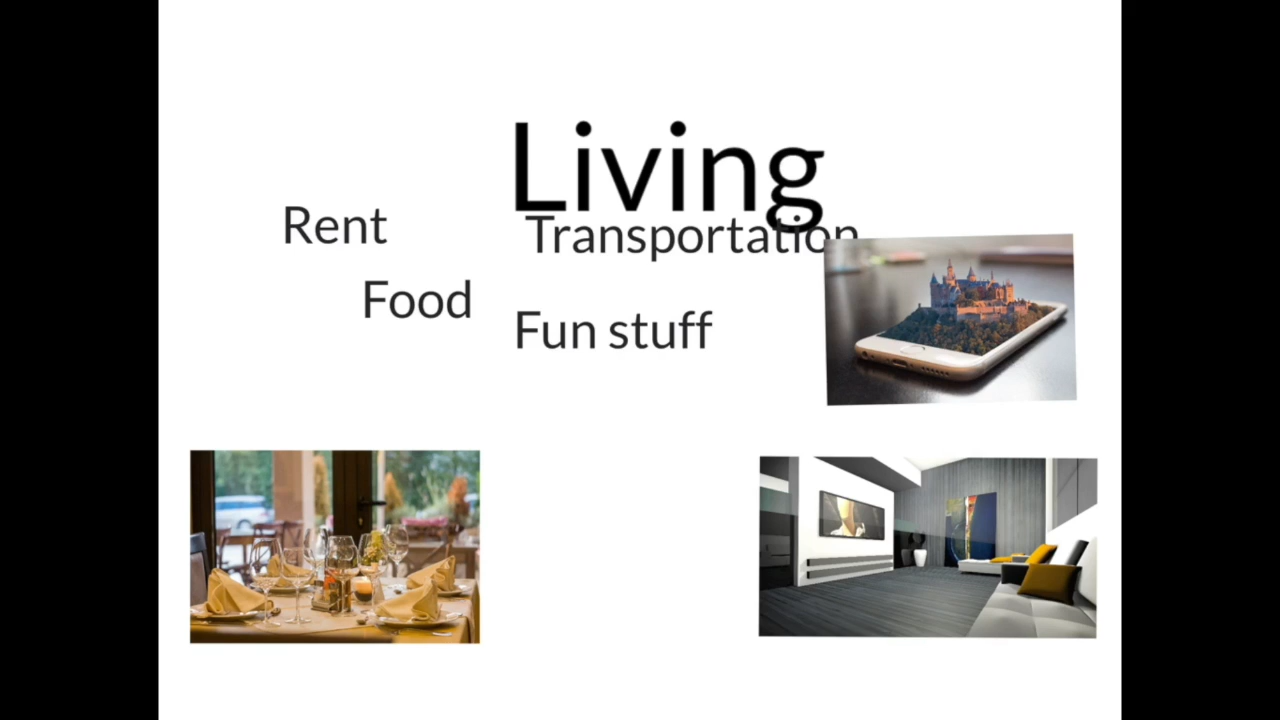 Living
Rent
Transportation
Food
Fun stuff